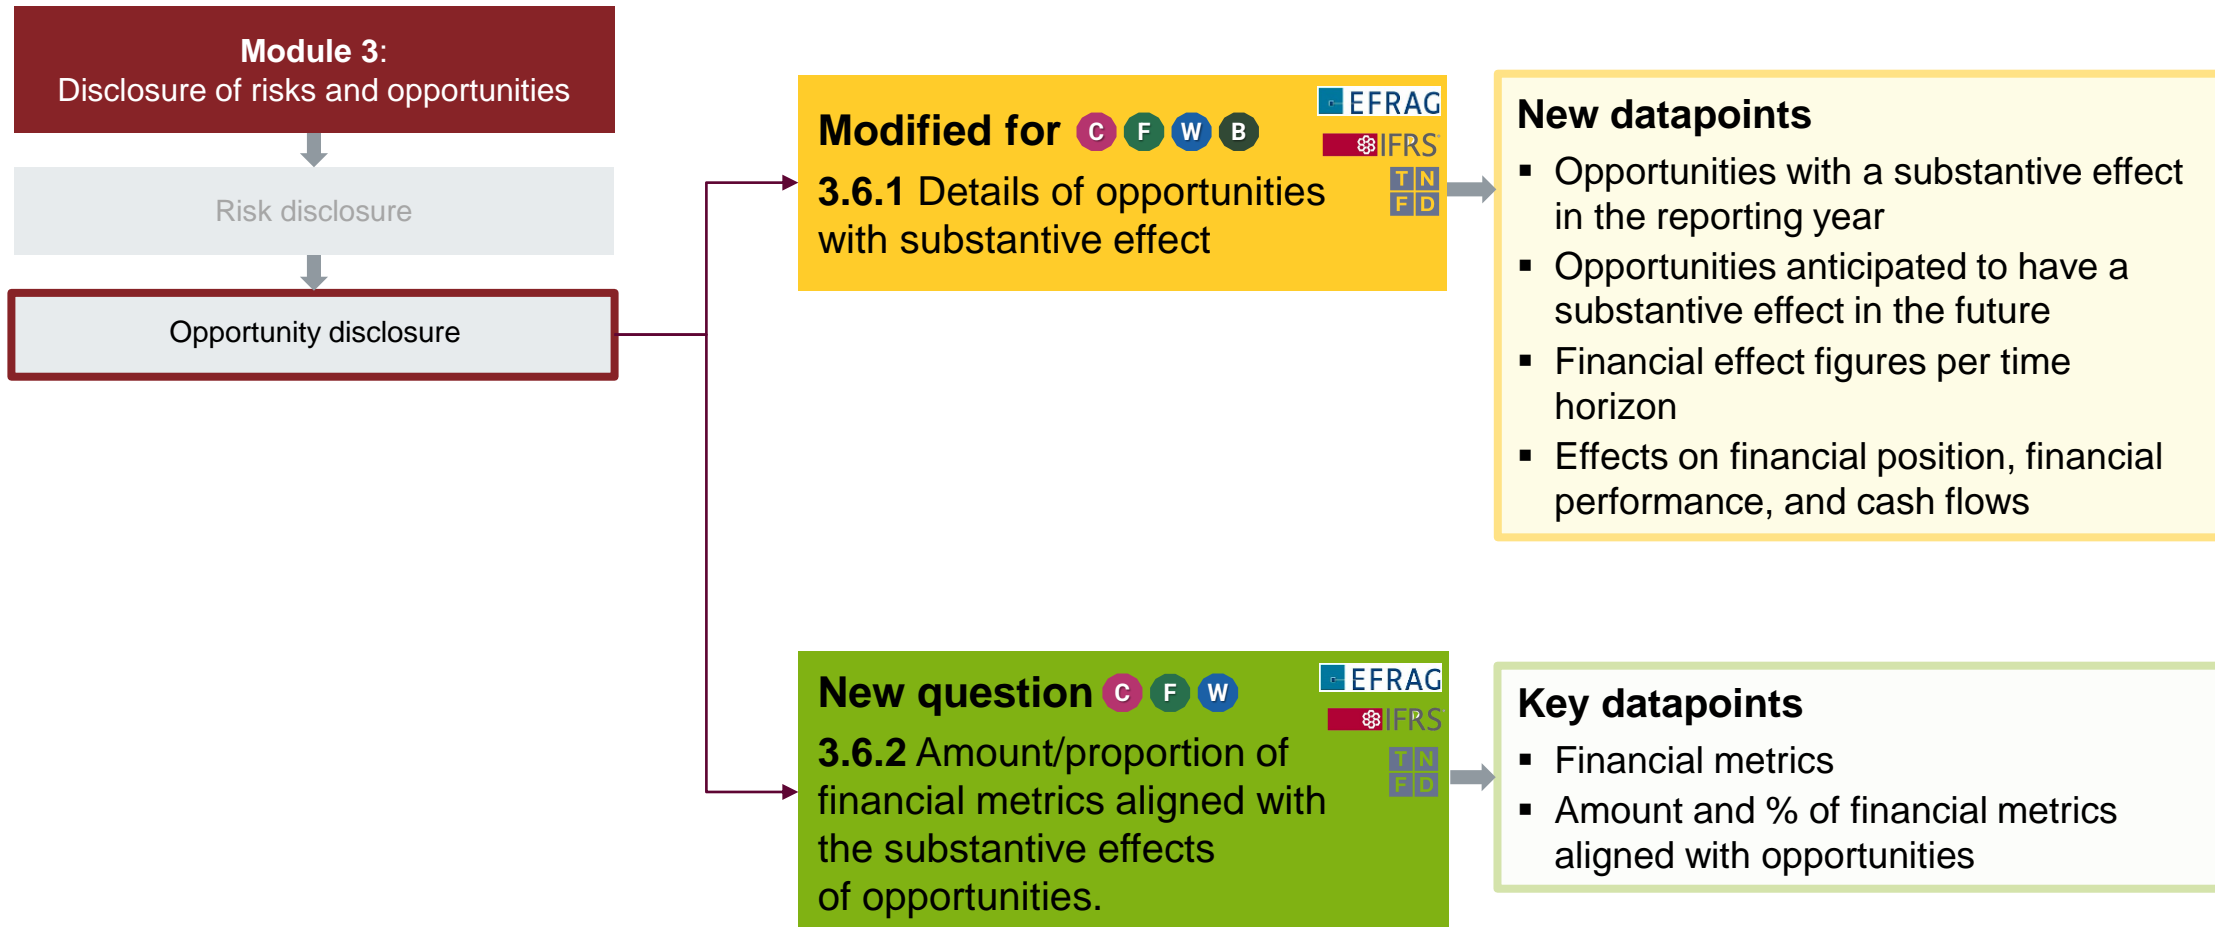 Module 3:
Disclosure of risks and opportunities
Risk disclosure
Opportunity disclosure
Modified for C F W B
EFRAG
IFRS
TN
FD
3.6.1 Details of opportunities
with substantive effect
New datapoints
▪ Opportunities with a substantive effect
in the reporting year
▪ Opportunities anticipated to have a
substantive effect in the future
▪ Financial effect figures per time
horizon
▪ Effects on financial position, financial
performance, and cash flows
New question C F W
EFRAG
IFRS
TN
FD
3.6.2 Amount/proportion of
financial metrics aligned with
the substantive effects
of opportunities.
Key datapoints
▪ Financial metrics
▪ Amount and % of financial metrics
aligned with opportunities